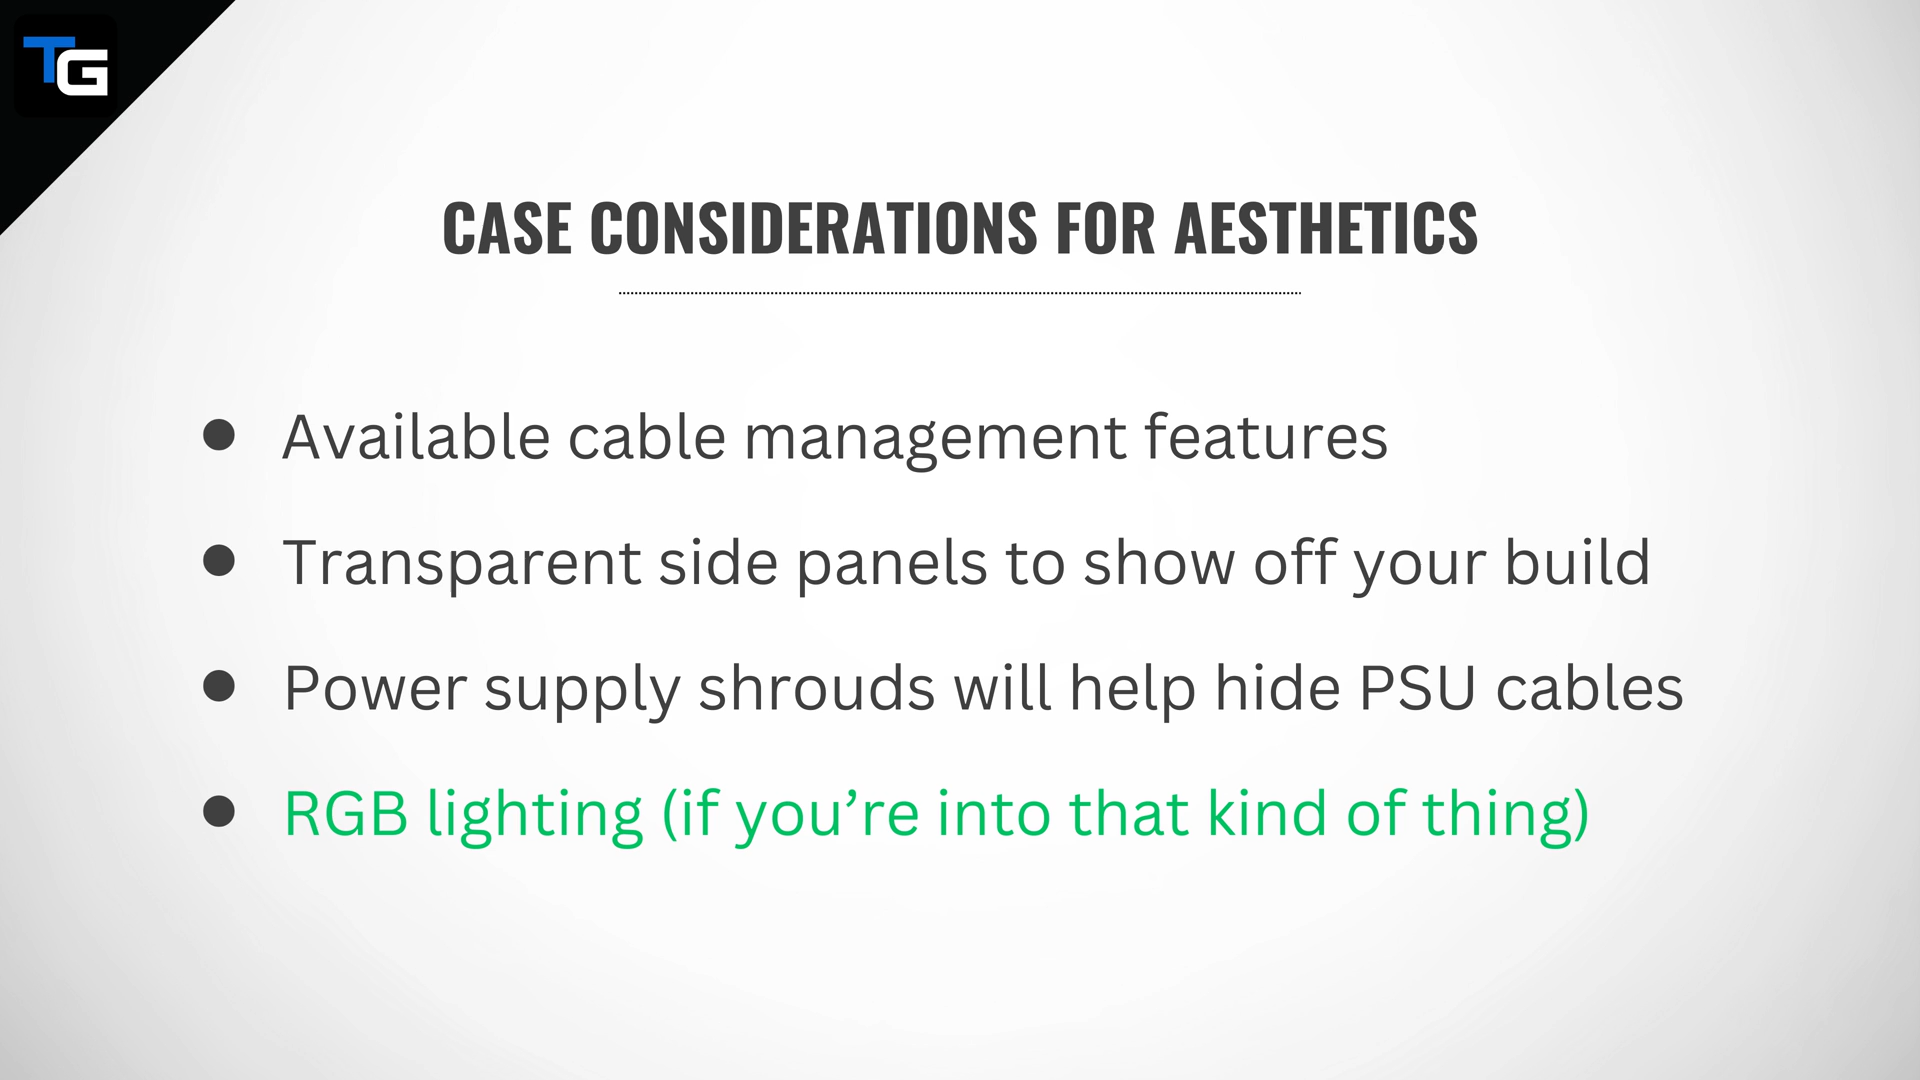 TG
CASE CONSIDERATIONS FOR AESTHETICS
● Available cable management features
● Transparent side panels to show off your build
● Power supply shrouds will help hide PSU cables
● RGB lighting (if you’re into that kind of thing)